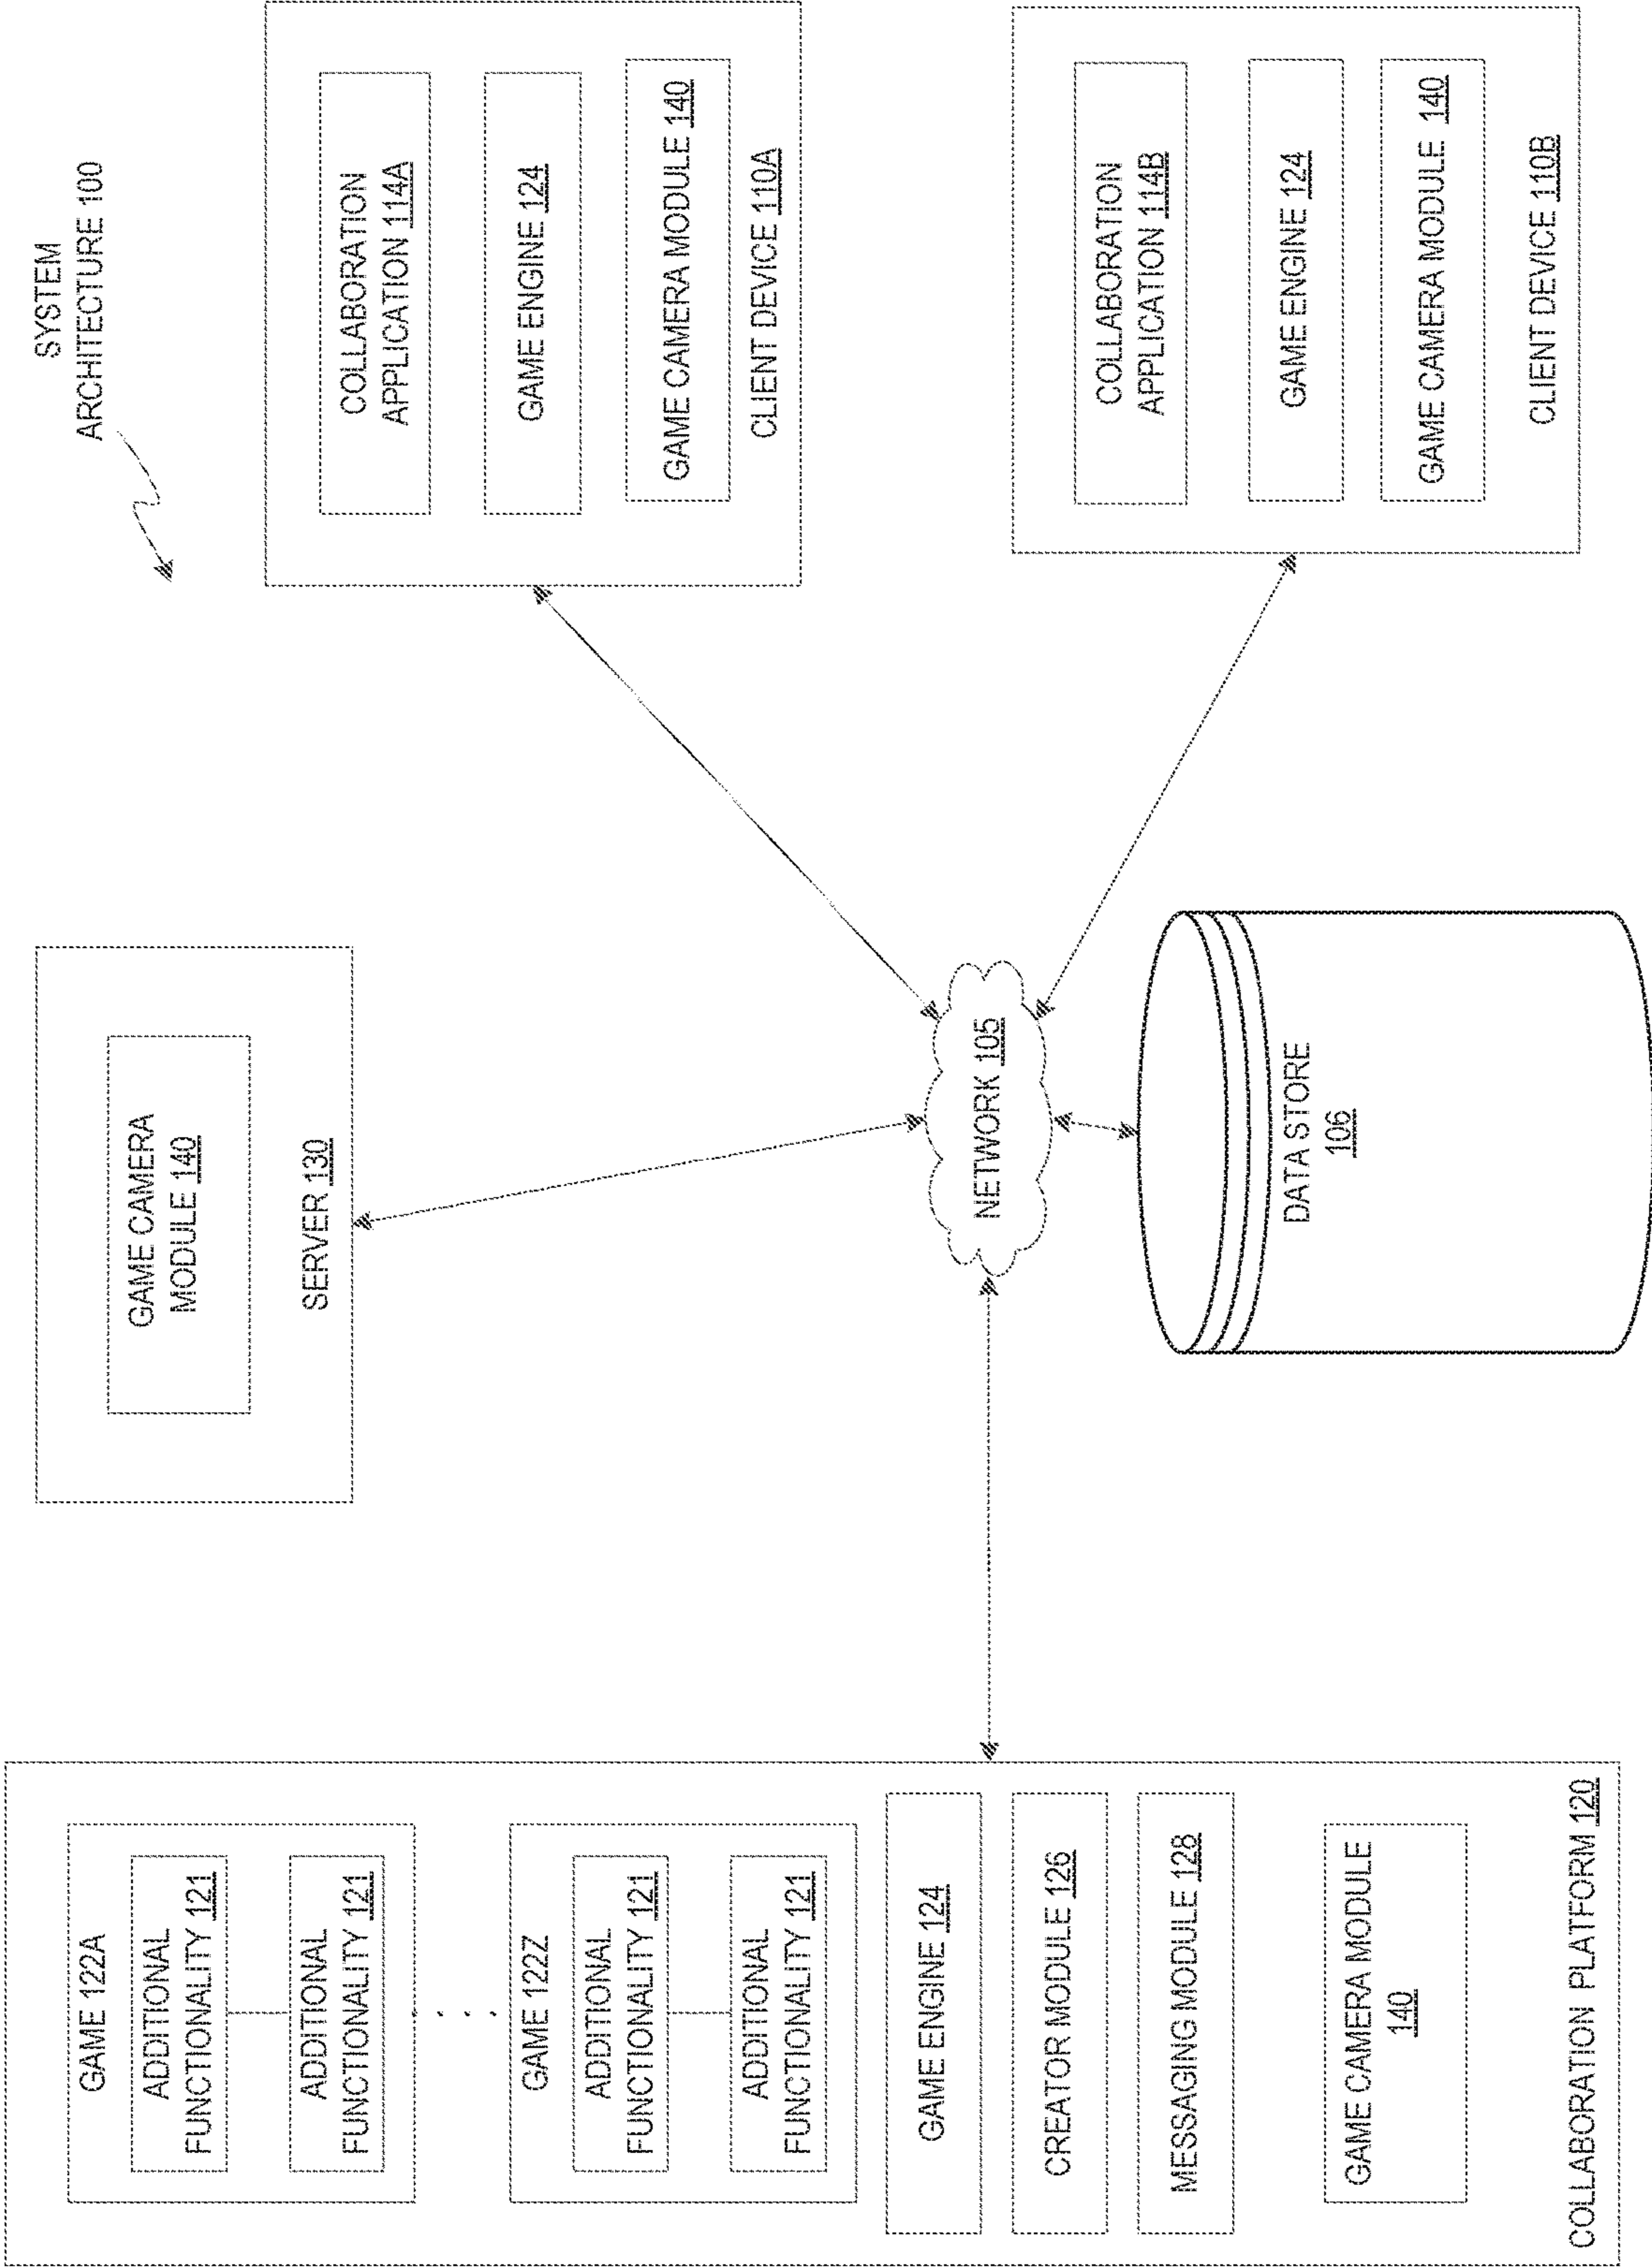 SYSTEM
ARCHITECTURE 100
GAME 122A
ADDITIONAL
FUNCTIONALITY 121
ADDITIONAL
FUNCTIONALITY 121
. . .
GAME 122Z
ADDITIONAL
FUNCTIONALITY 121
ADDITIONAL
FUNCTIONALITY 121
GAME ENGINE 124
CREATOR MODULE 126
MESSAGING MODULE 128
GAME CAMERA MODULE
140
COLLABORATION PLATFORM 120
GAME CAMERA
MODULE 140
SERVER 130
NETWORK 105
DATA STORE
106
COLLABORATION
APPLICATION 114A
GAME ENGINE 124
GAME CAMERA MODULE 140
CLIENT DEVICE 110A
COLLABORATION
APPLICATION 114B
GAME ENGINE 124
GAME CAMERA MODULE 140
CLIENT DEVICE 110B